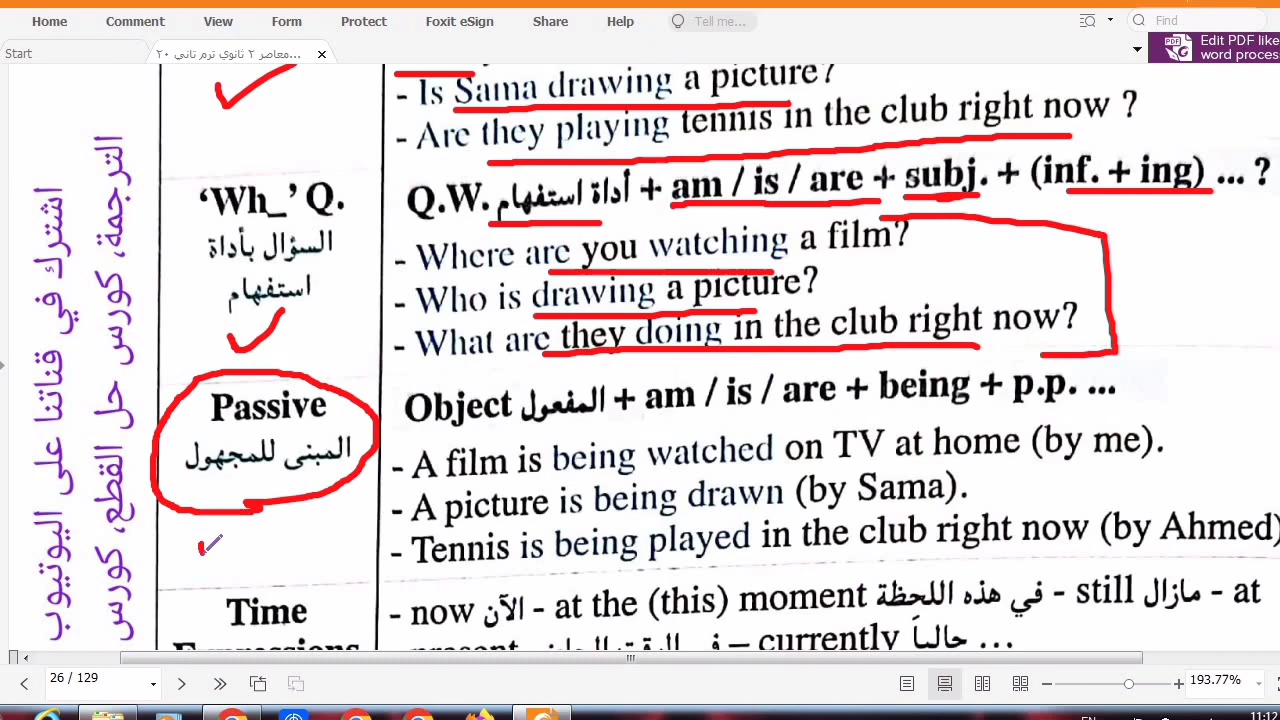 Home Comment View Form Protect Foxit eSign Share Help Tell me... Find
Start
معاصر ٢ ثانوي ترم تاني ٢٠...
Edit PDF like
word proces
- Is Sama drawing a picture?
- Are they playing tennis in the club right now ?
‘Wh_’ Q.
السؤال بأداة
استفهام
Q.W. أداة استفهام + am / is / are + subj. + (inf. + ing) ... ?
- Where are you watching a film?
- Who is drawing a picture?
- What are they doing in the club right now?
Passive
المبنى للمجهول
Object المفعول + am / is / are + being + p.p. ...
- A film is being watched on TV at home (by me).
- A picture is being drawn (by Sama).
- Tennis is being played in the club right now (by Ahmed)
Time
- now الآن - at the (this) moment في هذه اللحظة - still مازال - at
– currently حالياً ...
اشترك في قناتنا على اليوتيوب
الترجمة، كورس حل القطع، كورس
26 / 129
193.77%
EN
11:12